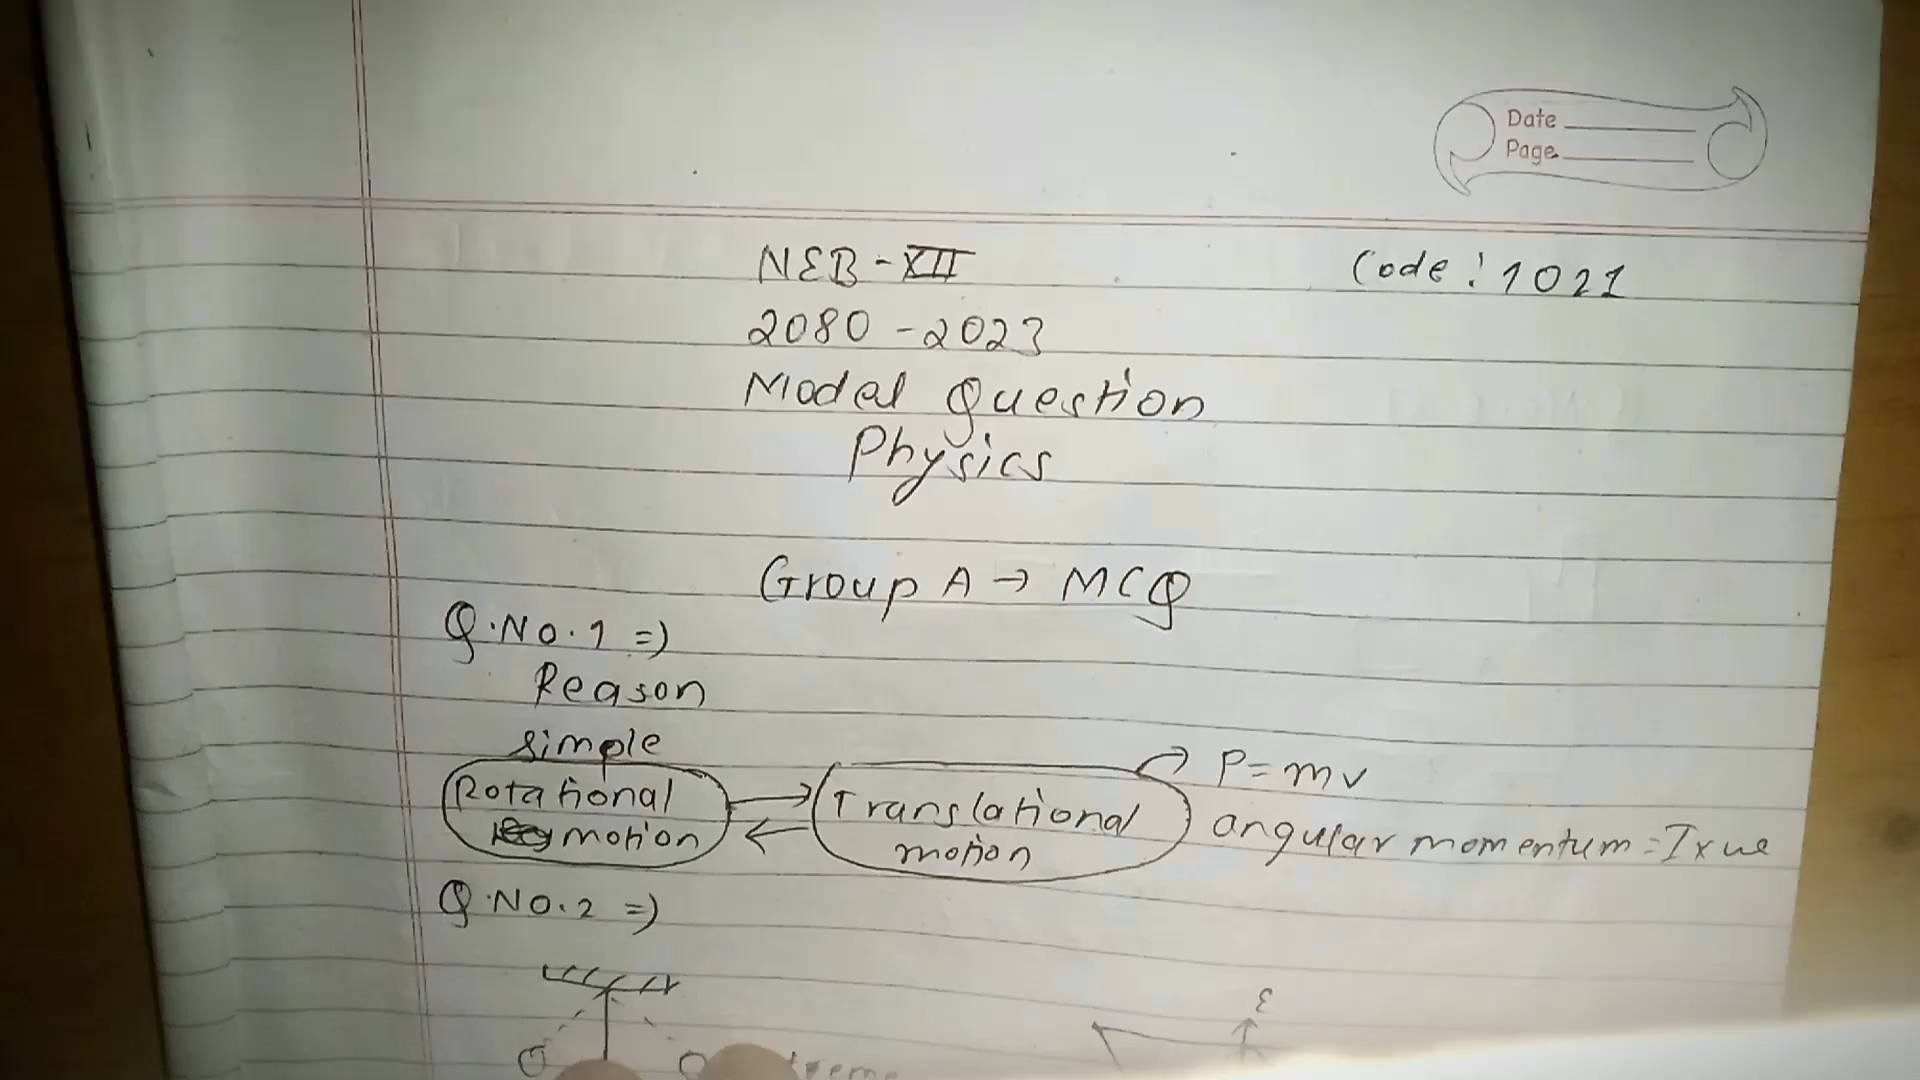 Date
Page
NEB-XII
Code: 1021
2080-2023
Model Question
Physics
Group A → MCQ
Q.No.1 =)
Reason
simple
Rotational motion
Translational motion
P=mv
angular momentum = I×
Q.No.2 =)
ε